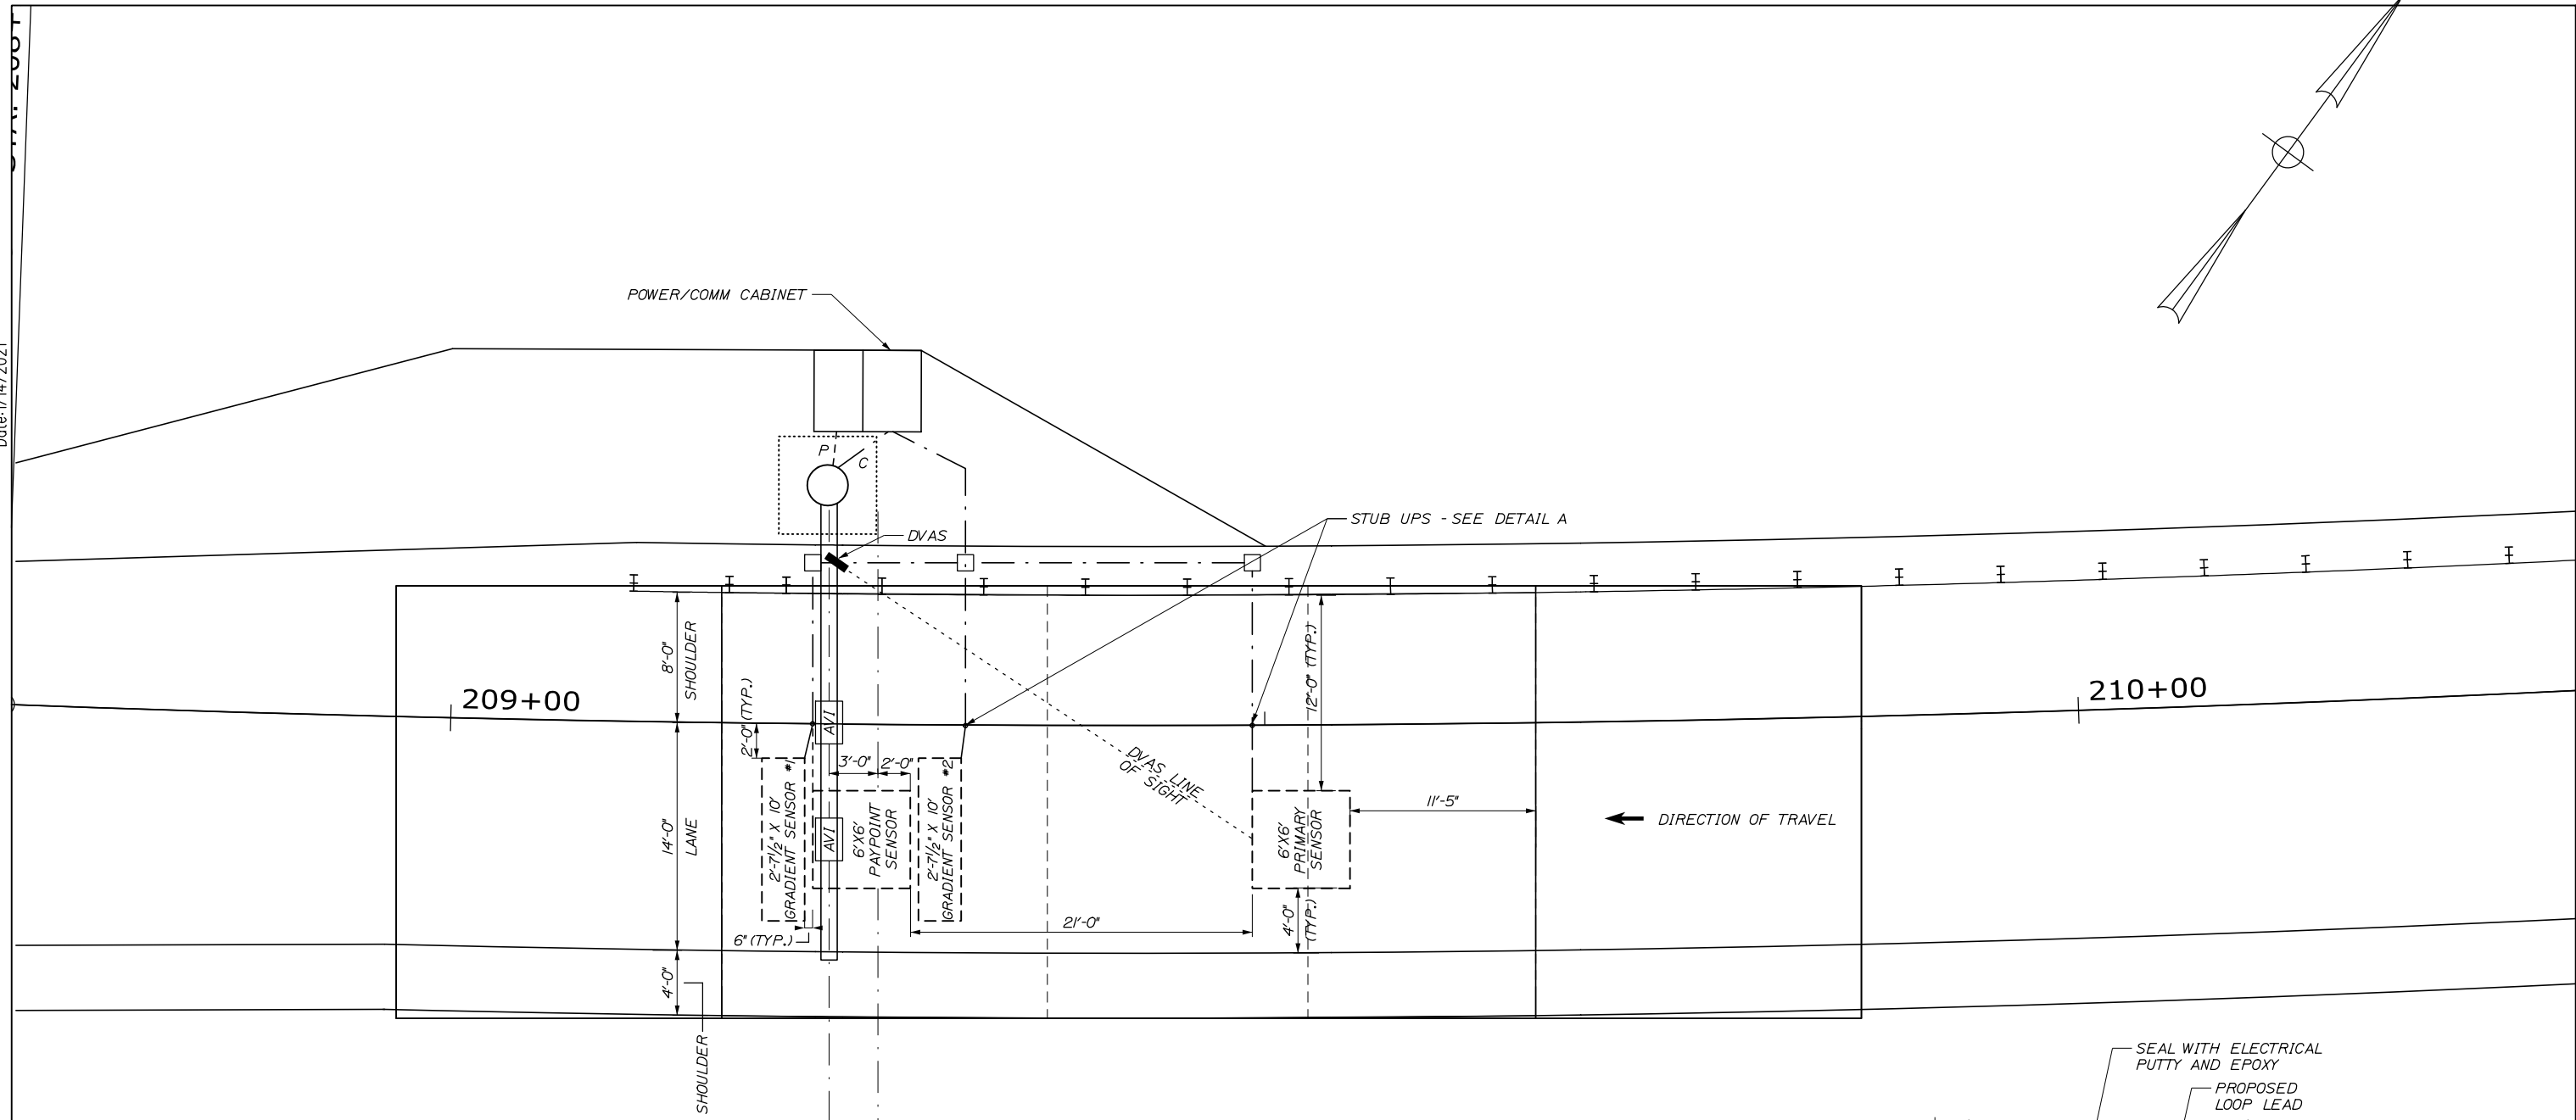 Date:1/14/2021
POWER/COMM CABINET
P
C
DVAS
STUB UPS - SEE DETAIL A
8'-0"
SHOULDER
12'-0" (TYP.)
209+00
210+00
2'-0" (TYP.)
AVI
3'-0"
2'-0"
DVAS LINE
OF SIGHT
2'-7½" X 10'
GRADIENT SENSOR #1
AVI
6'X6'
PAYPOINT
SENSOR
2'-7½" X 10'
GRADIENT SENSOR #2
6'X6'
PRIMARY
SENSOR
11'-5"
DIRECTION OF TRAVEL
14'-0"
LANE
6" (TYP.)
21'-0"
4'-0"
(TYP.)
4'-0"
SHOULDER
SEAL WITH ELECTRICAL
PUTTY AND EPOXY
PROPOSED
LOOP LEAD